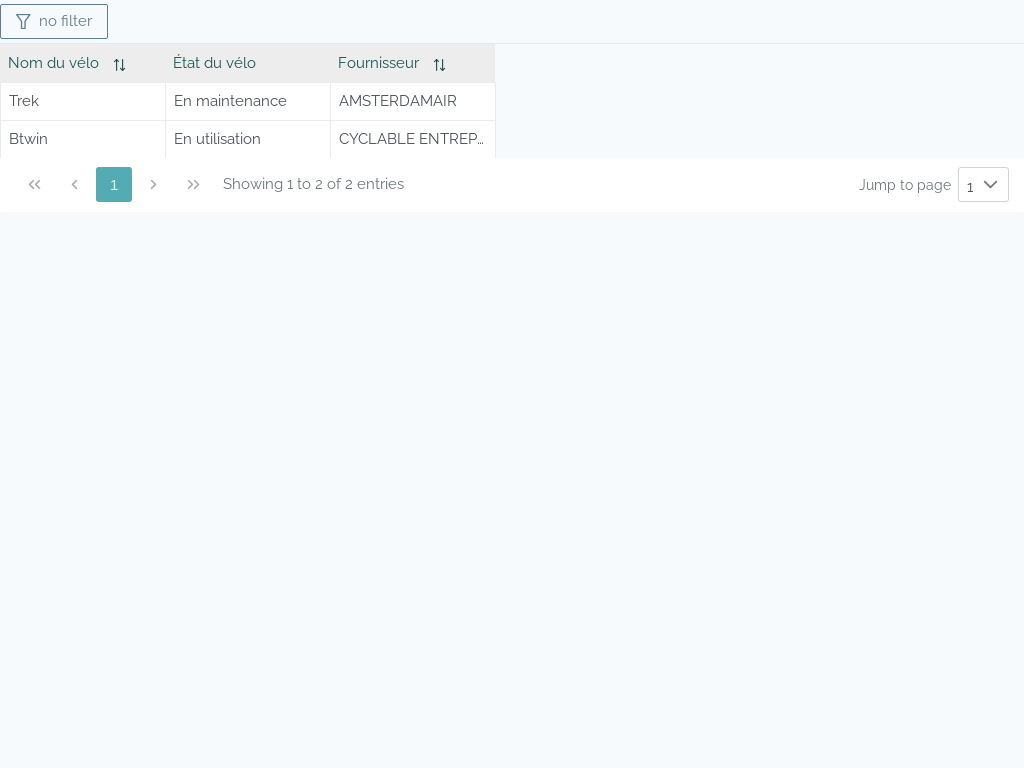 no filter
Nom du vélo État du vélo Fournisseur
Trek En maintenance AMSTERDAMAIR
Btwin En utilisation CYCLABLE ENTREP...
1 Showing 1 to 2 of 2 entries Jump to page 1